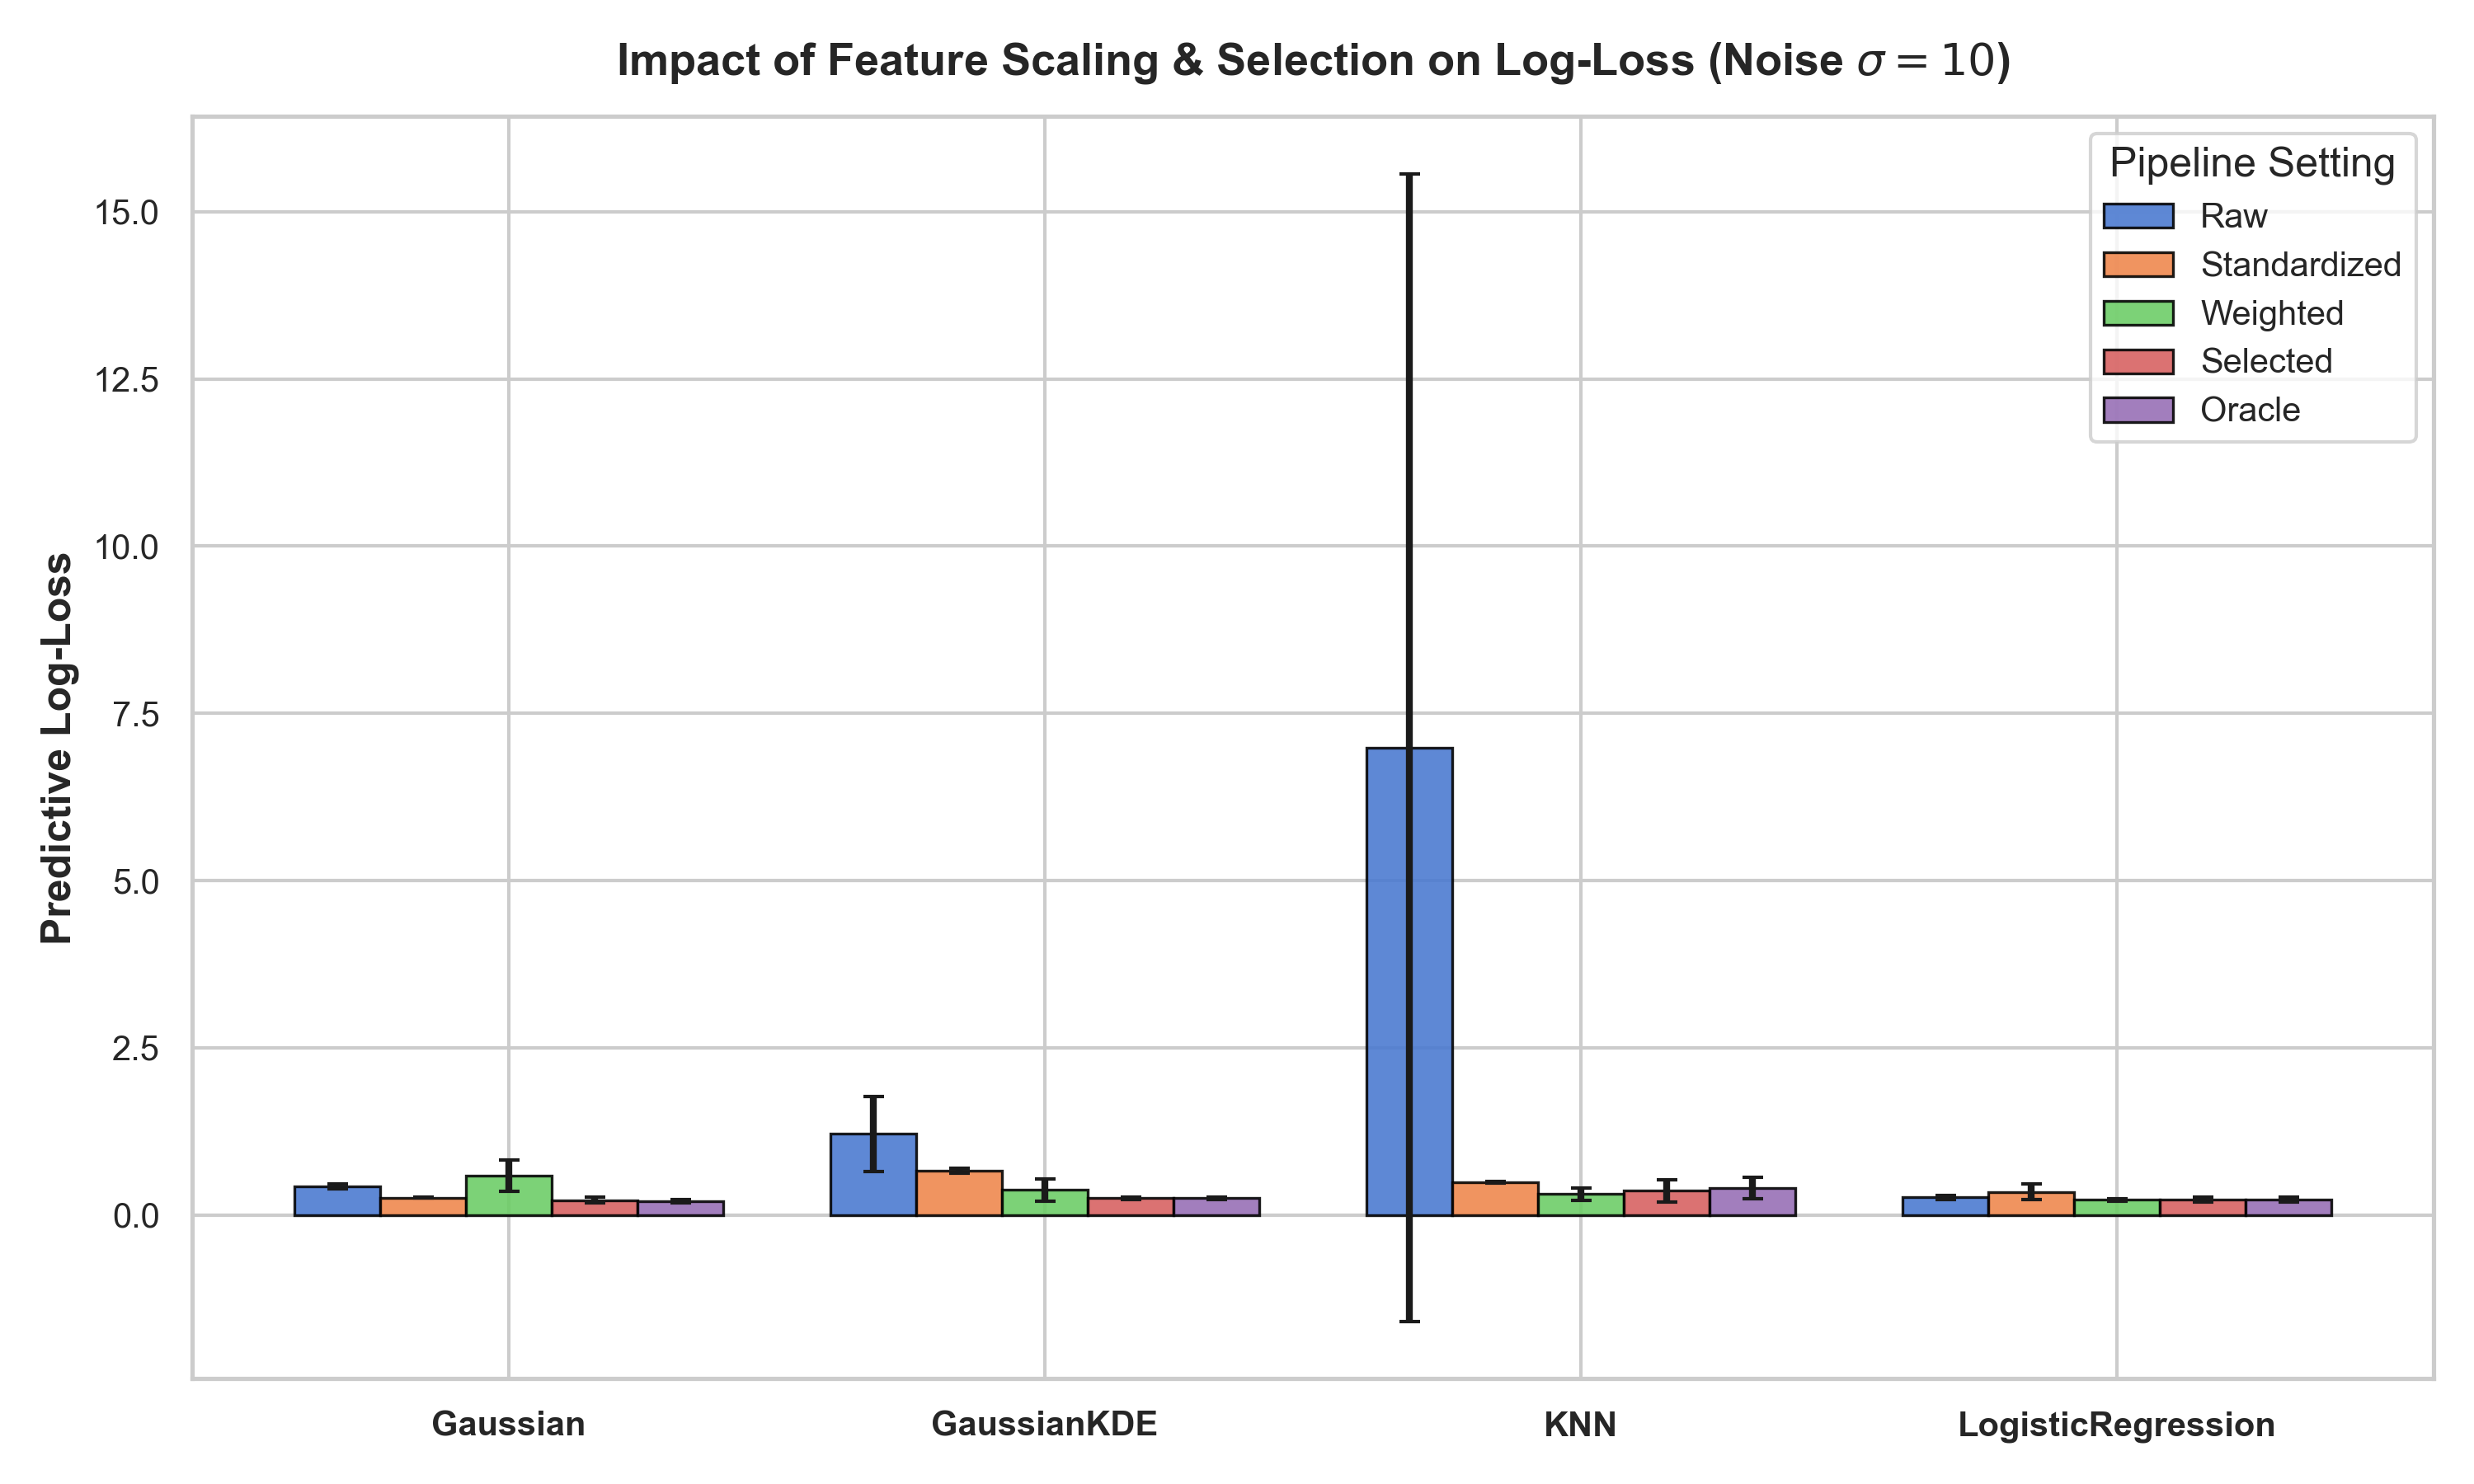 Impact of Feature Scaling & Selection on Log-Loss (Noise σ = 10)
Pipeline Setting
Raw
Standardized
Weighted
Selected
Oracle
Predictive Log-Loss
15.0
12.5
10.0
7.5
5.0
2.5
0.0
Gaussian
GaussianKDE
KNN
LogisticRegression